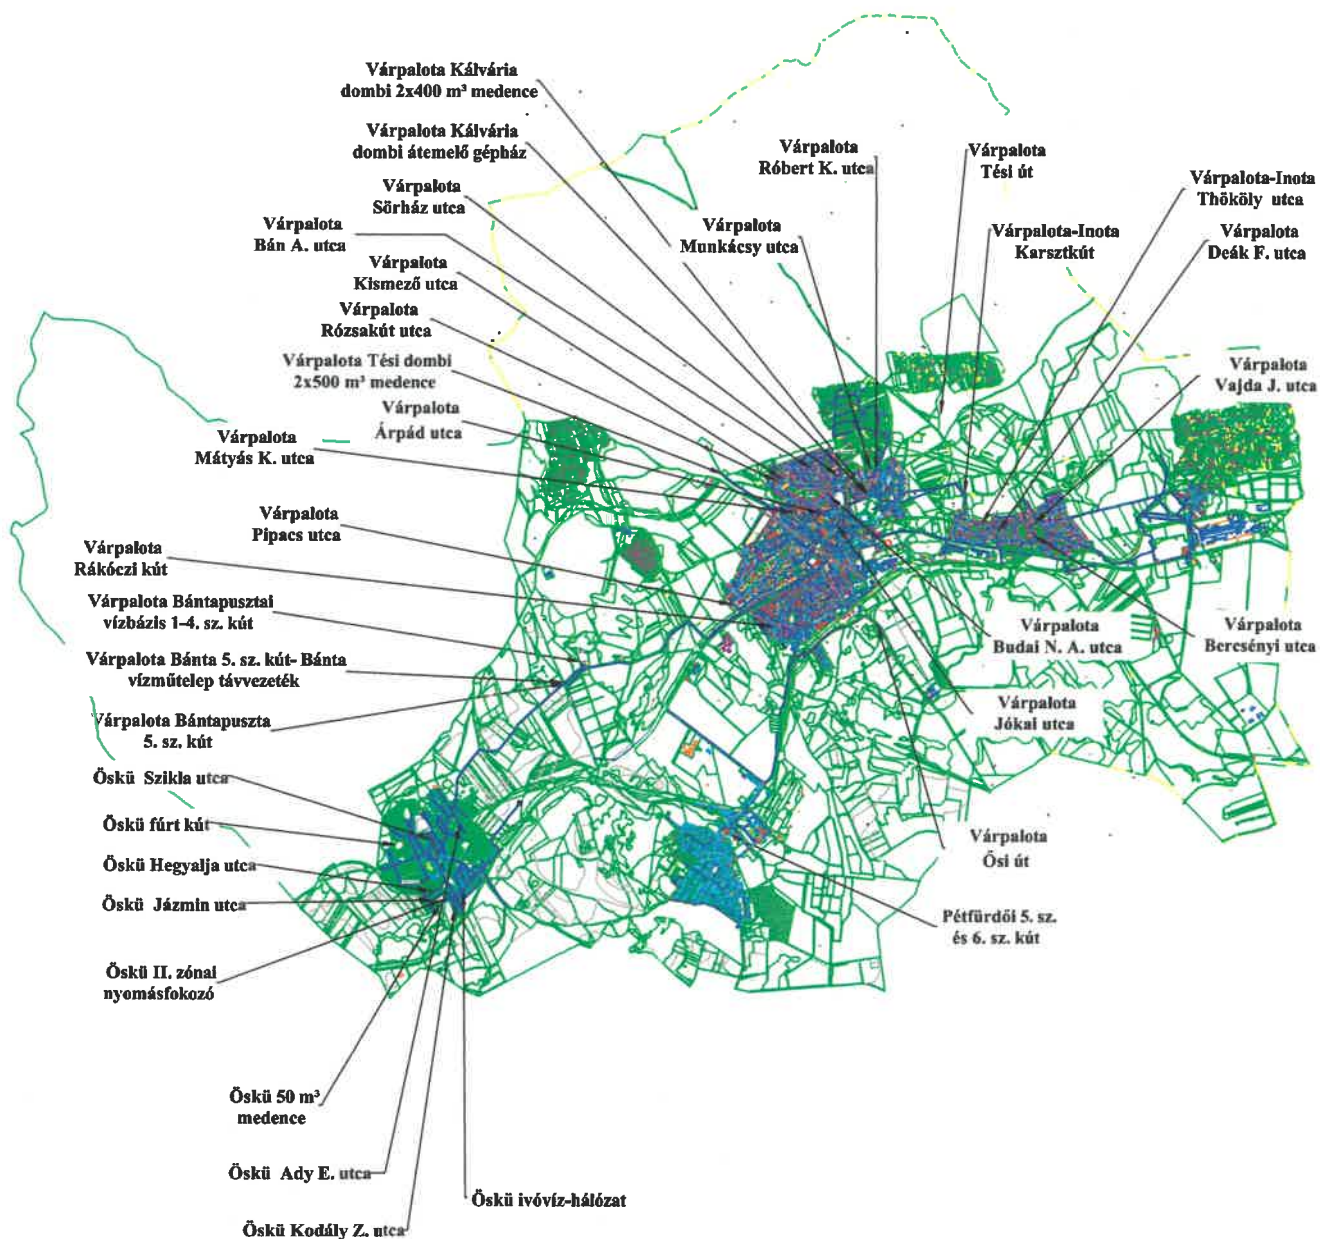 Várpalota Kálvária
dombi 2x400 m³ medence
Várpalota Kálvária
dombi átemelő gépház
Várpalota
Sörház utca
Várpalota
Bán A. utca
Várpalota
Kismező utca
Várpalota
Rózsakút utca
Várpalota Tési dombi
2x500 m³ medence
Várpalota
Árpád utca
Várpalota
Mátyás K. utca
Várpalota
Pipacs utca
Várpalota
Rákóczi kút
Várpalota Bántapusztai
vízbázis 1-4. sz. kút
Várpalota Bánta 5. sz. kút- Bánta
vízműtelep távvezeték
Várpalota Bántapuszta
5. sz. kút
Öskü Szikla utca
Öskü fúrt kút
Öskü Hegyalja utca
Öskü Jázmin utca
Öskü II. zónai
nyomásfokozó
Öskü 50 m³
medence
Öskü Ady E. utca
Öskü Kodály Z. utca
Öskü ivóvíz-hálózat
Várpalota
Róbert K. utca
Várpalota
Munkácsy utca
Várpalota
Tési út
Várpalota-Inota
Karsztkút
Várpalota-Inota
Thököly utca
Várpalota
Deák F. utca
Várpalota
Vajda J. utca
Várpalota
Budai N. A. utca
Várpalota
Bercsényi utca
Várpalota
Jókai utca
Várpalota
Ősi út
Pétfürdői 5. sz.
és 6. sz. kút